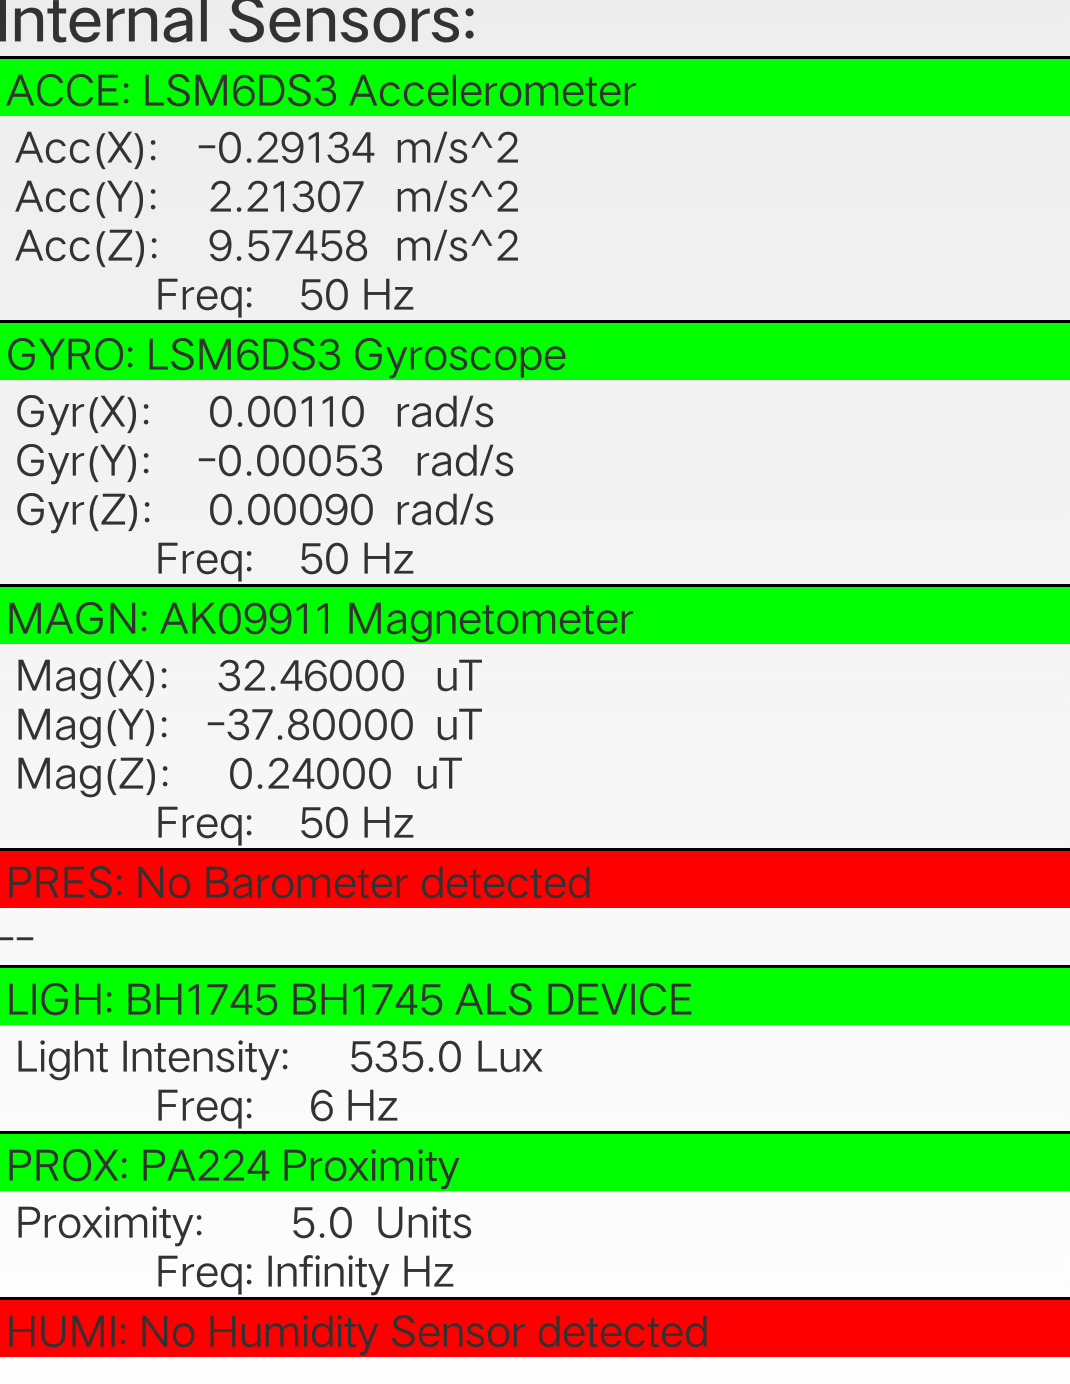 Internal Sensors:
ACCE: LSM6DS3 Accelerometer
Acc(X): -0.29134 m/s^2
Acc(Y): 2.21307 m/s^2
Acc(Z): 9.57458 m/s^2
Freq: 50 Hz
GYRO: LSM6DS3 Gyroscope
Gyr(X): 0.00110 rad/s
Gyr(Y): -0.00053 rad/s
Gyr(Z): 0.00090 rad/s
Freq: 50 Hz
MAGN: AK09911 Magnetometer
Mag(X): 32.46000 uT
Mag(Y): -37.80000 uT
Mag(Z): 0.24000 uT
Freq: 50 Hz
PRES: No Barometer detected
--
LIGH: BH1745 BH1745 ALS DEVICE
Light Intensity: 535.0 Lux
Freq: 6 Hz
PROX: PA224 Proximity
Proximity: 5.0 Units
Freq: Infinity Hz
HUMI: No Humidity Sensor detected